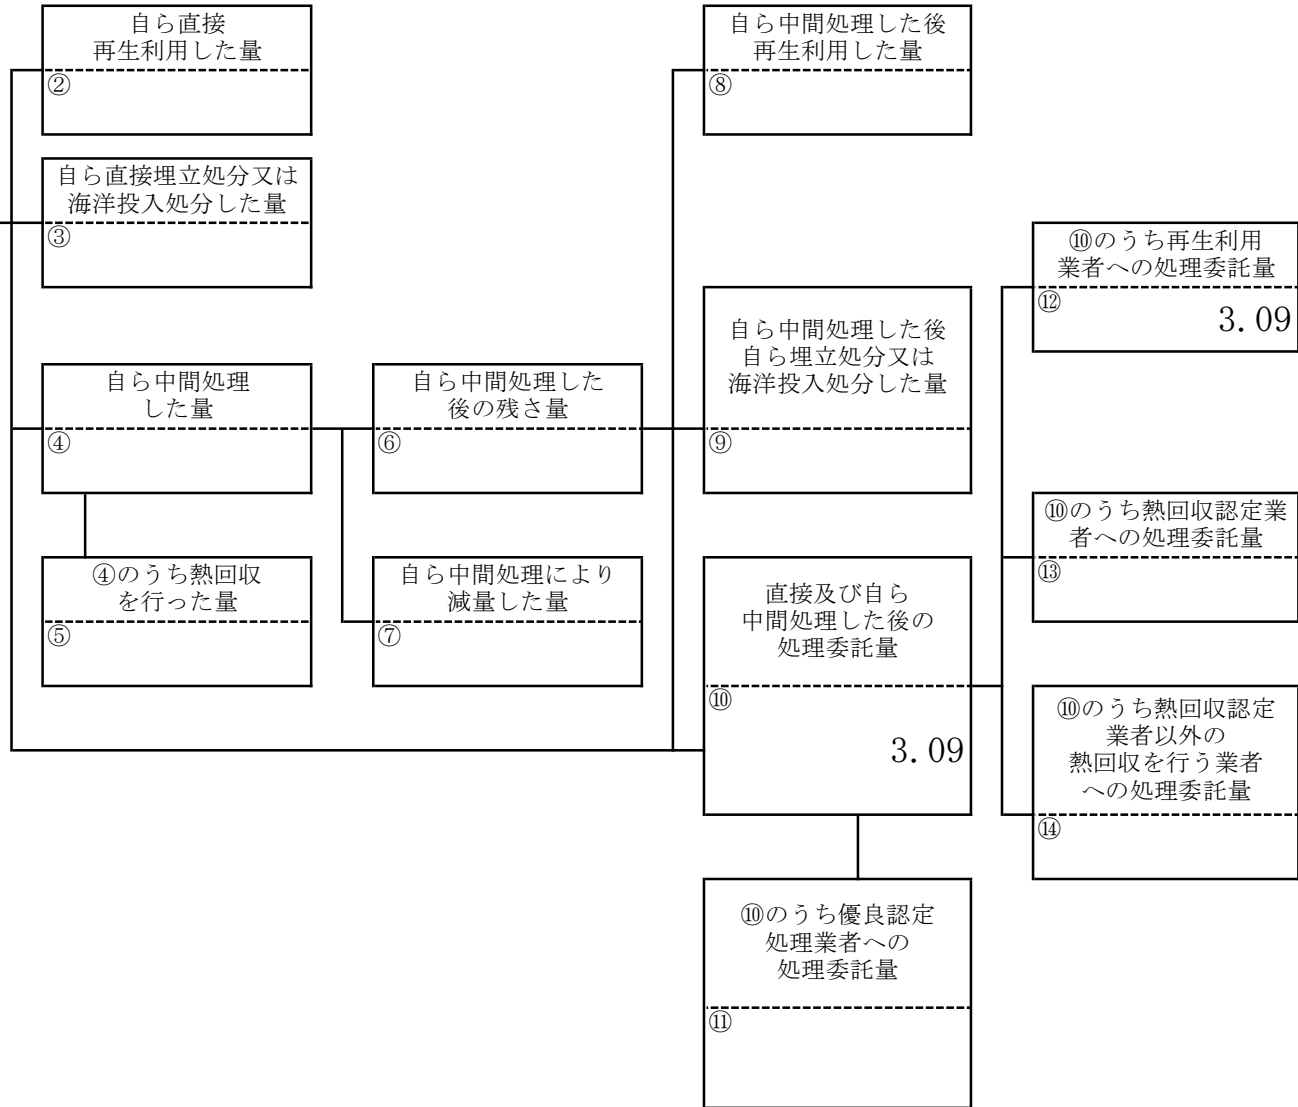 自ら直接
再生利用した量
②
自ら直接埋立処分又は
海洋投入処分した量
③
自ら中間処理
した量
④
④のうち熱回収
を行った量
⑤
自ら中間処理した
後の残さ量
⑥
自ら中間処理により
減量した量
⑦
自ら中間処理した後
再生利用した量
⑧
自ら中間処理した後
自ら埋立処分又は
海洋投入処分した量
⑨
直接及び自ら
中間処理した後の
処理委託量
⑩
3.09
⑩のうち優良認定
処理業者への
処理委託量
⑪
⑩のうち再生利用
業者への処理委託量
⑫
3.09
⑩のうち熱回収認定業
者への処理委託量
⑬
⑩のうち熱回収認定
業者以外の
熱回収を行う業者
への処理委託量
⑭